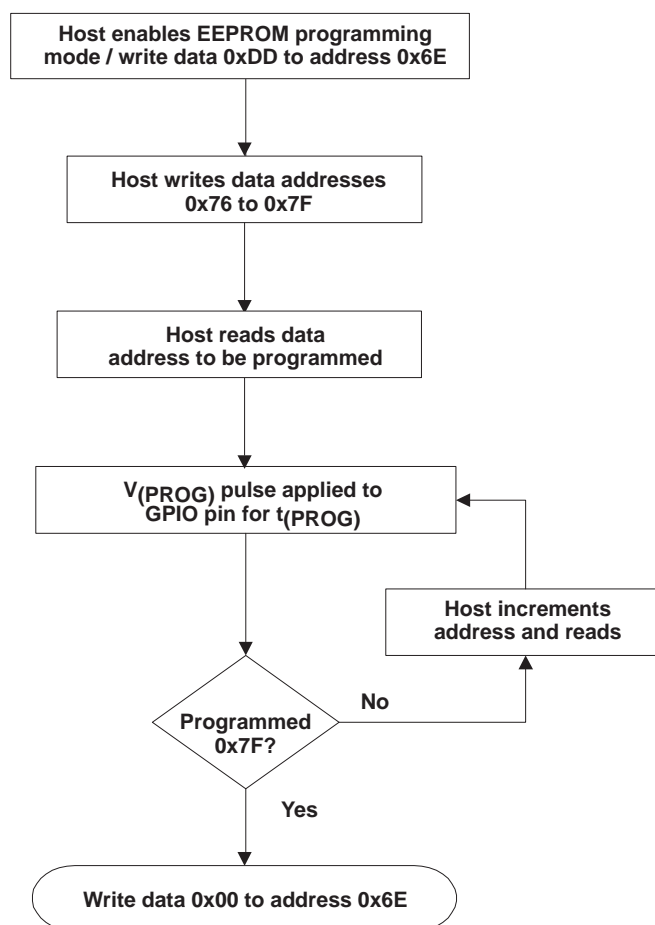 Host enables EEPROM programming
mode / write data 0xDD to address 0x6E
Host writes data addresses
0x76 to 0x7F
Host reads data
address to be programmed
V(PROG) pulse applied to
GPIO pin for t(PROG)
Host increments
address and reads
No
Programmed
0x7F?
Yes
Write data 0x00 to address 0x6E